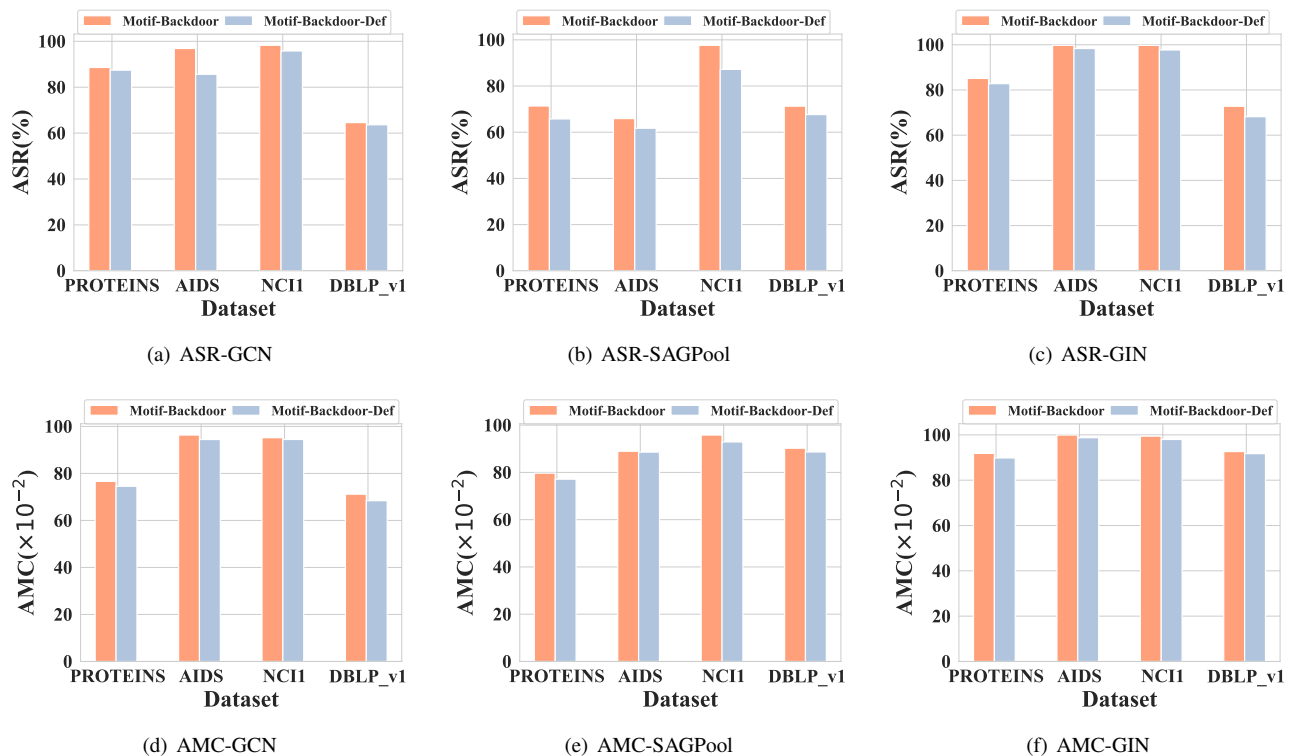 Motif-Backdoor Motif-Backdoor-Def
100
80
60
40
20
0
ASR(%)
PROTEINS AIDS NCI1 DBLP_v1
Dataset
(a) ASR-GCN
Motif-Backdoor Motif-Backdoor-Def
100
80
60
40
20
0
ASR(%)
PROTEINS AIDS NCI1 DBLP_v1
Dataset
(b) ASR-SAGPool
Motif-Backdoor Motif-Backdoor-Def
100
80
60
40
20
0
ASR(%)
PROTEINS AIDS NCI1 DBLP_v1
Dataset
(c) ASR-GIN
Motif-Backdoor Motif-Backdoor-Def
100
80
60
40
20
0
AMC(×10⁻²)
PROTEINS AIDS NCI1 DBLP_v1
Dataset
(d) AMC-GCN
Motif-Backdoor Motif-Backdoor-Def
100
80
60
40
20
0
AMC(×10⁻²)
PROTEINS AIDS NCI1 DBLP_v1
Dataset
(e) AMC-SAGPool
Motif-Backdoor Motif-Backdoor-Def
100
80
60
40
20
0
AMC(×10⁻²)
PROTEINS AIDS NCI1 DBLP_v1
Dataset
(f) AMC-GIN